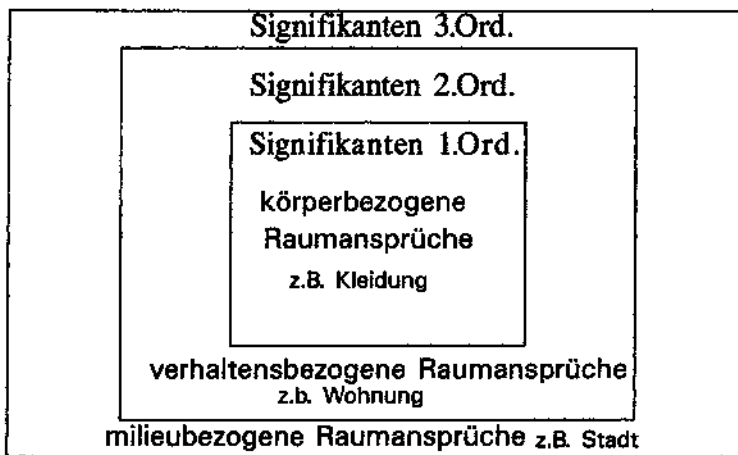 Signifikanten 3.Ord.
Signifikanten 2.Ord.
Signifikanten 1.Ord.
körperbezogene
Raumansprüche
z.B. Kleidung
verhaltensbezogene Raumansprüche
z.b. Wohnung
milieubezogene Raumansprüche z.B. Stadt